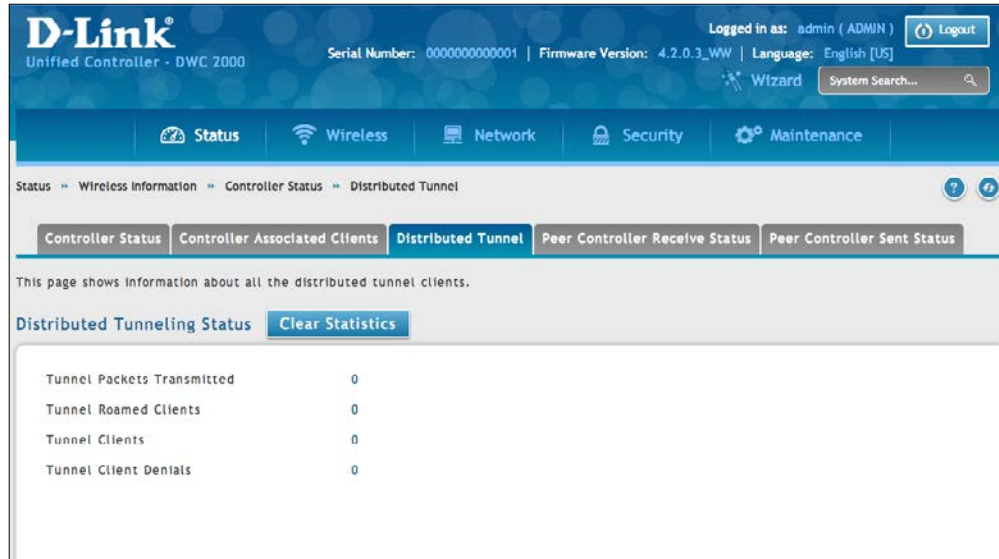 D-Link
Unified Controller - DWC 2000
Logged in as: admin ( ADMIN )
Logout
Serial Number: 0000000000001 | Firmware Version: 4.2.0.3_WW | Language: English [US]
Wizard
System Search...
Status
Wireless
Network
Security
Maintenance
Status » Wireless Information » Controller Status » Distributed Tunnel
?
Controller Status
Controller Associated Clients
Distributed Tunnel
Peer Controller Receive Status
Peer Controller Sent Status
This page shows information about all the distributed tunnel clients.
Distributed Tunneling Status
Clear Statistics
Tunnel Packets Transmitted 0
Tunnel Roamed Clients 0
Tunnel Clients 0
Tunnel Client Denials 0